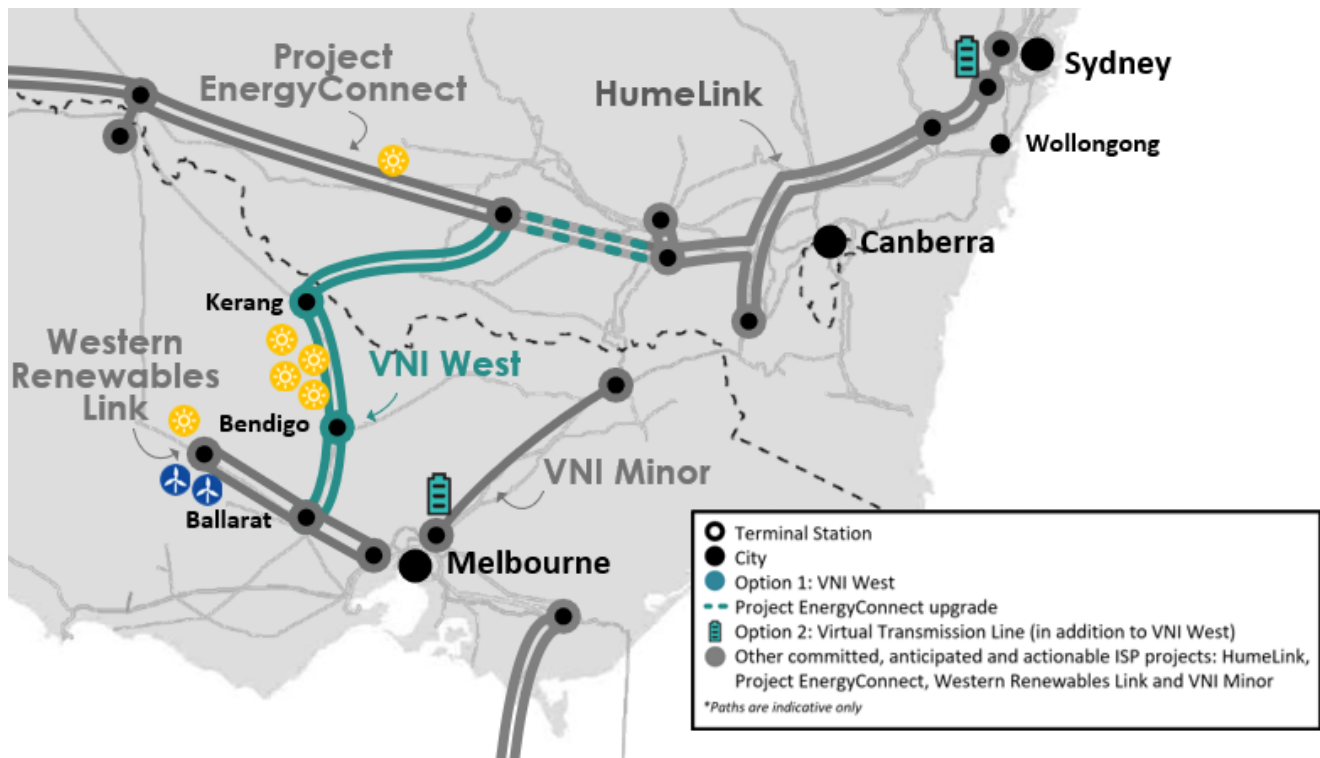 Project
EnergyConnect
HumeLink
Sydney
Wollongong
Canberra
Kerang
Western
Renewables
Link
VNI West
Bendigo
VNI Minor
Ballarat
Melbourne
Terminal Station
City
Option 1: VNI West
Project EnergyConnect upgrade
Option 2: Virtual Transmission Line (in addition to VNI West)
Other committed, anticipated and actionable ISP projects: HumeLink,
Project EnergyConnect, Western Renewables Link and VNI Minor
*Paths are indicative only